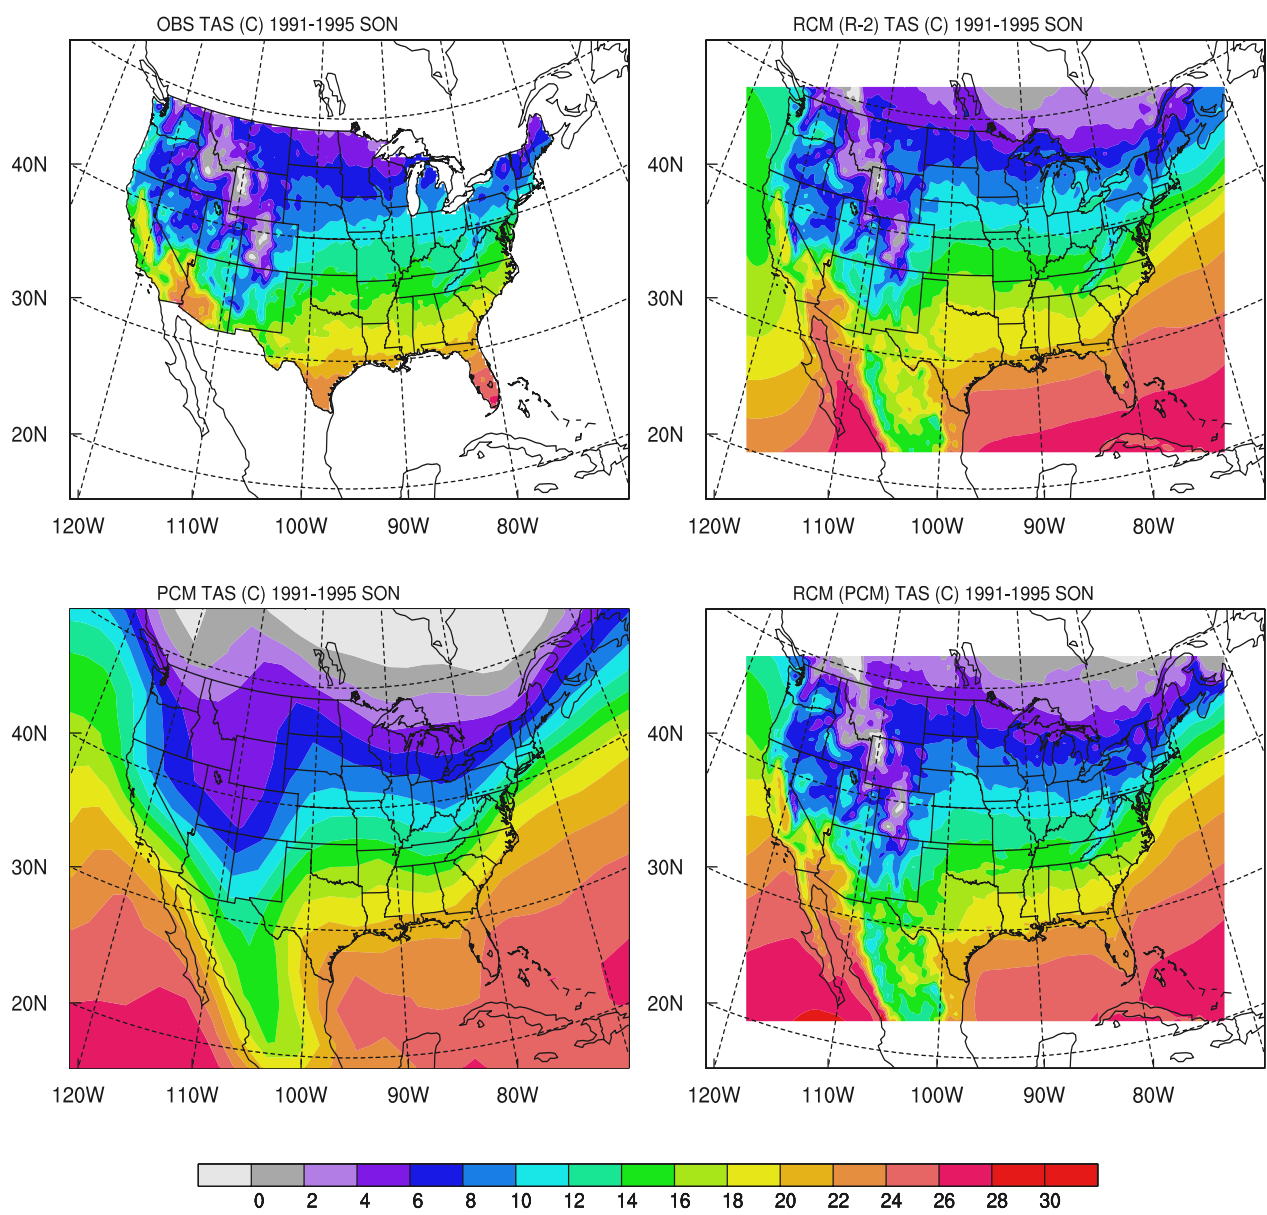 OBS TAS (C) 1991-1995 SON
RCM (R-2) TAS (C) 1991-1995 SON
40N
30N
20N
120W 110W 100W 90W 80W
40N
30N
20N
120W 110W 100W 90W 80W
PCM TAS (C) 1991-1995 SON
RCM (PCM) TAS (C) 1991-1995 SON
40N
30N
20N
120W 110W 100W 90W 80W
40N
30N
20N
120W 110W 100W 90W 80W
0 2 4 6 8 10 12 14 16 18 20 22 24 26 28 30